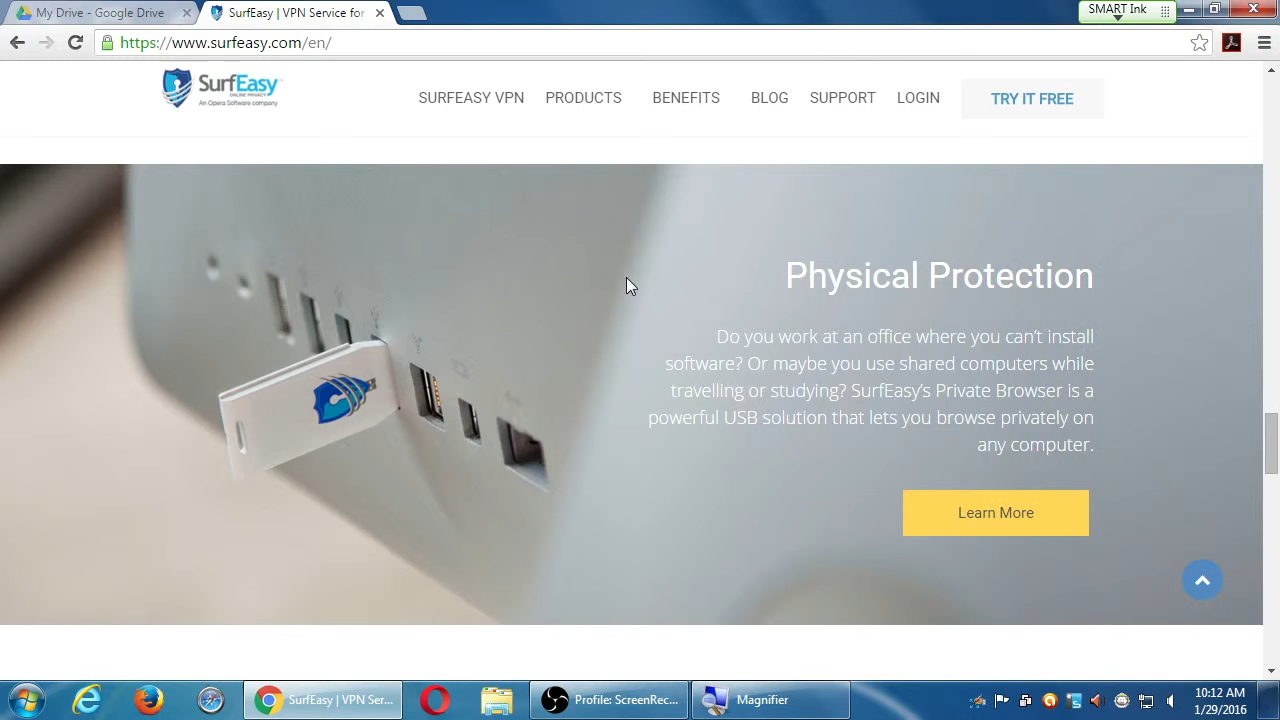 My Drive - Google Drive
SurfEasy | VPN Service for
SMART Ink
https://www.surfeasy.com/en/
SurfEasy
ONLINE PRIVACY
An Opera Software company
SURFEASY VPN PRODUCTS BENEFITS BLOG SUPPORT LOGIN TRY IT FREE
Physical Protection
Do you work at an office where you can’t install
software? Or maybe you use shared computers while
travelling or studying? SurfEasy’s Private Browser is a
powerful USB solution that lets you browse privately on
any computer.
Learn More
SurfEasy | VPN Ser...
Profile: ScreenRec...
Magnifier
10:12 AM
1/29/2016